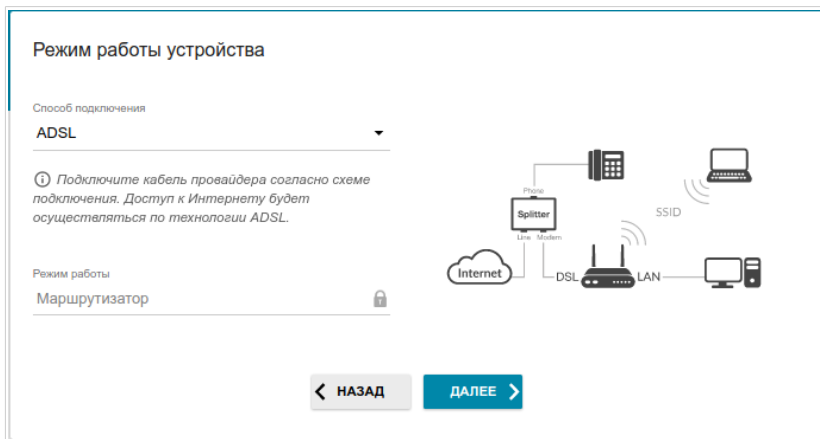 Режим работы устройства
Способ подключения
ADSL
Подключите кабель провайдера согласно схеме
подключения. Доступ к Интернету будет
осуществляться по технологии ADSL.
Режим работы
Маршрутизатор
Phone
Splitter
Line Modem
SSID
Internet
DSL
LAN
НАЗАД
ДАЛЕЕ